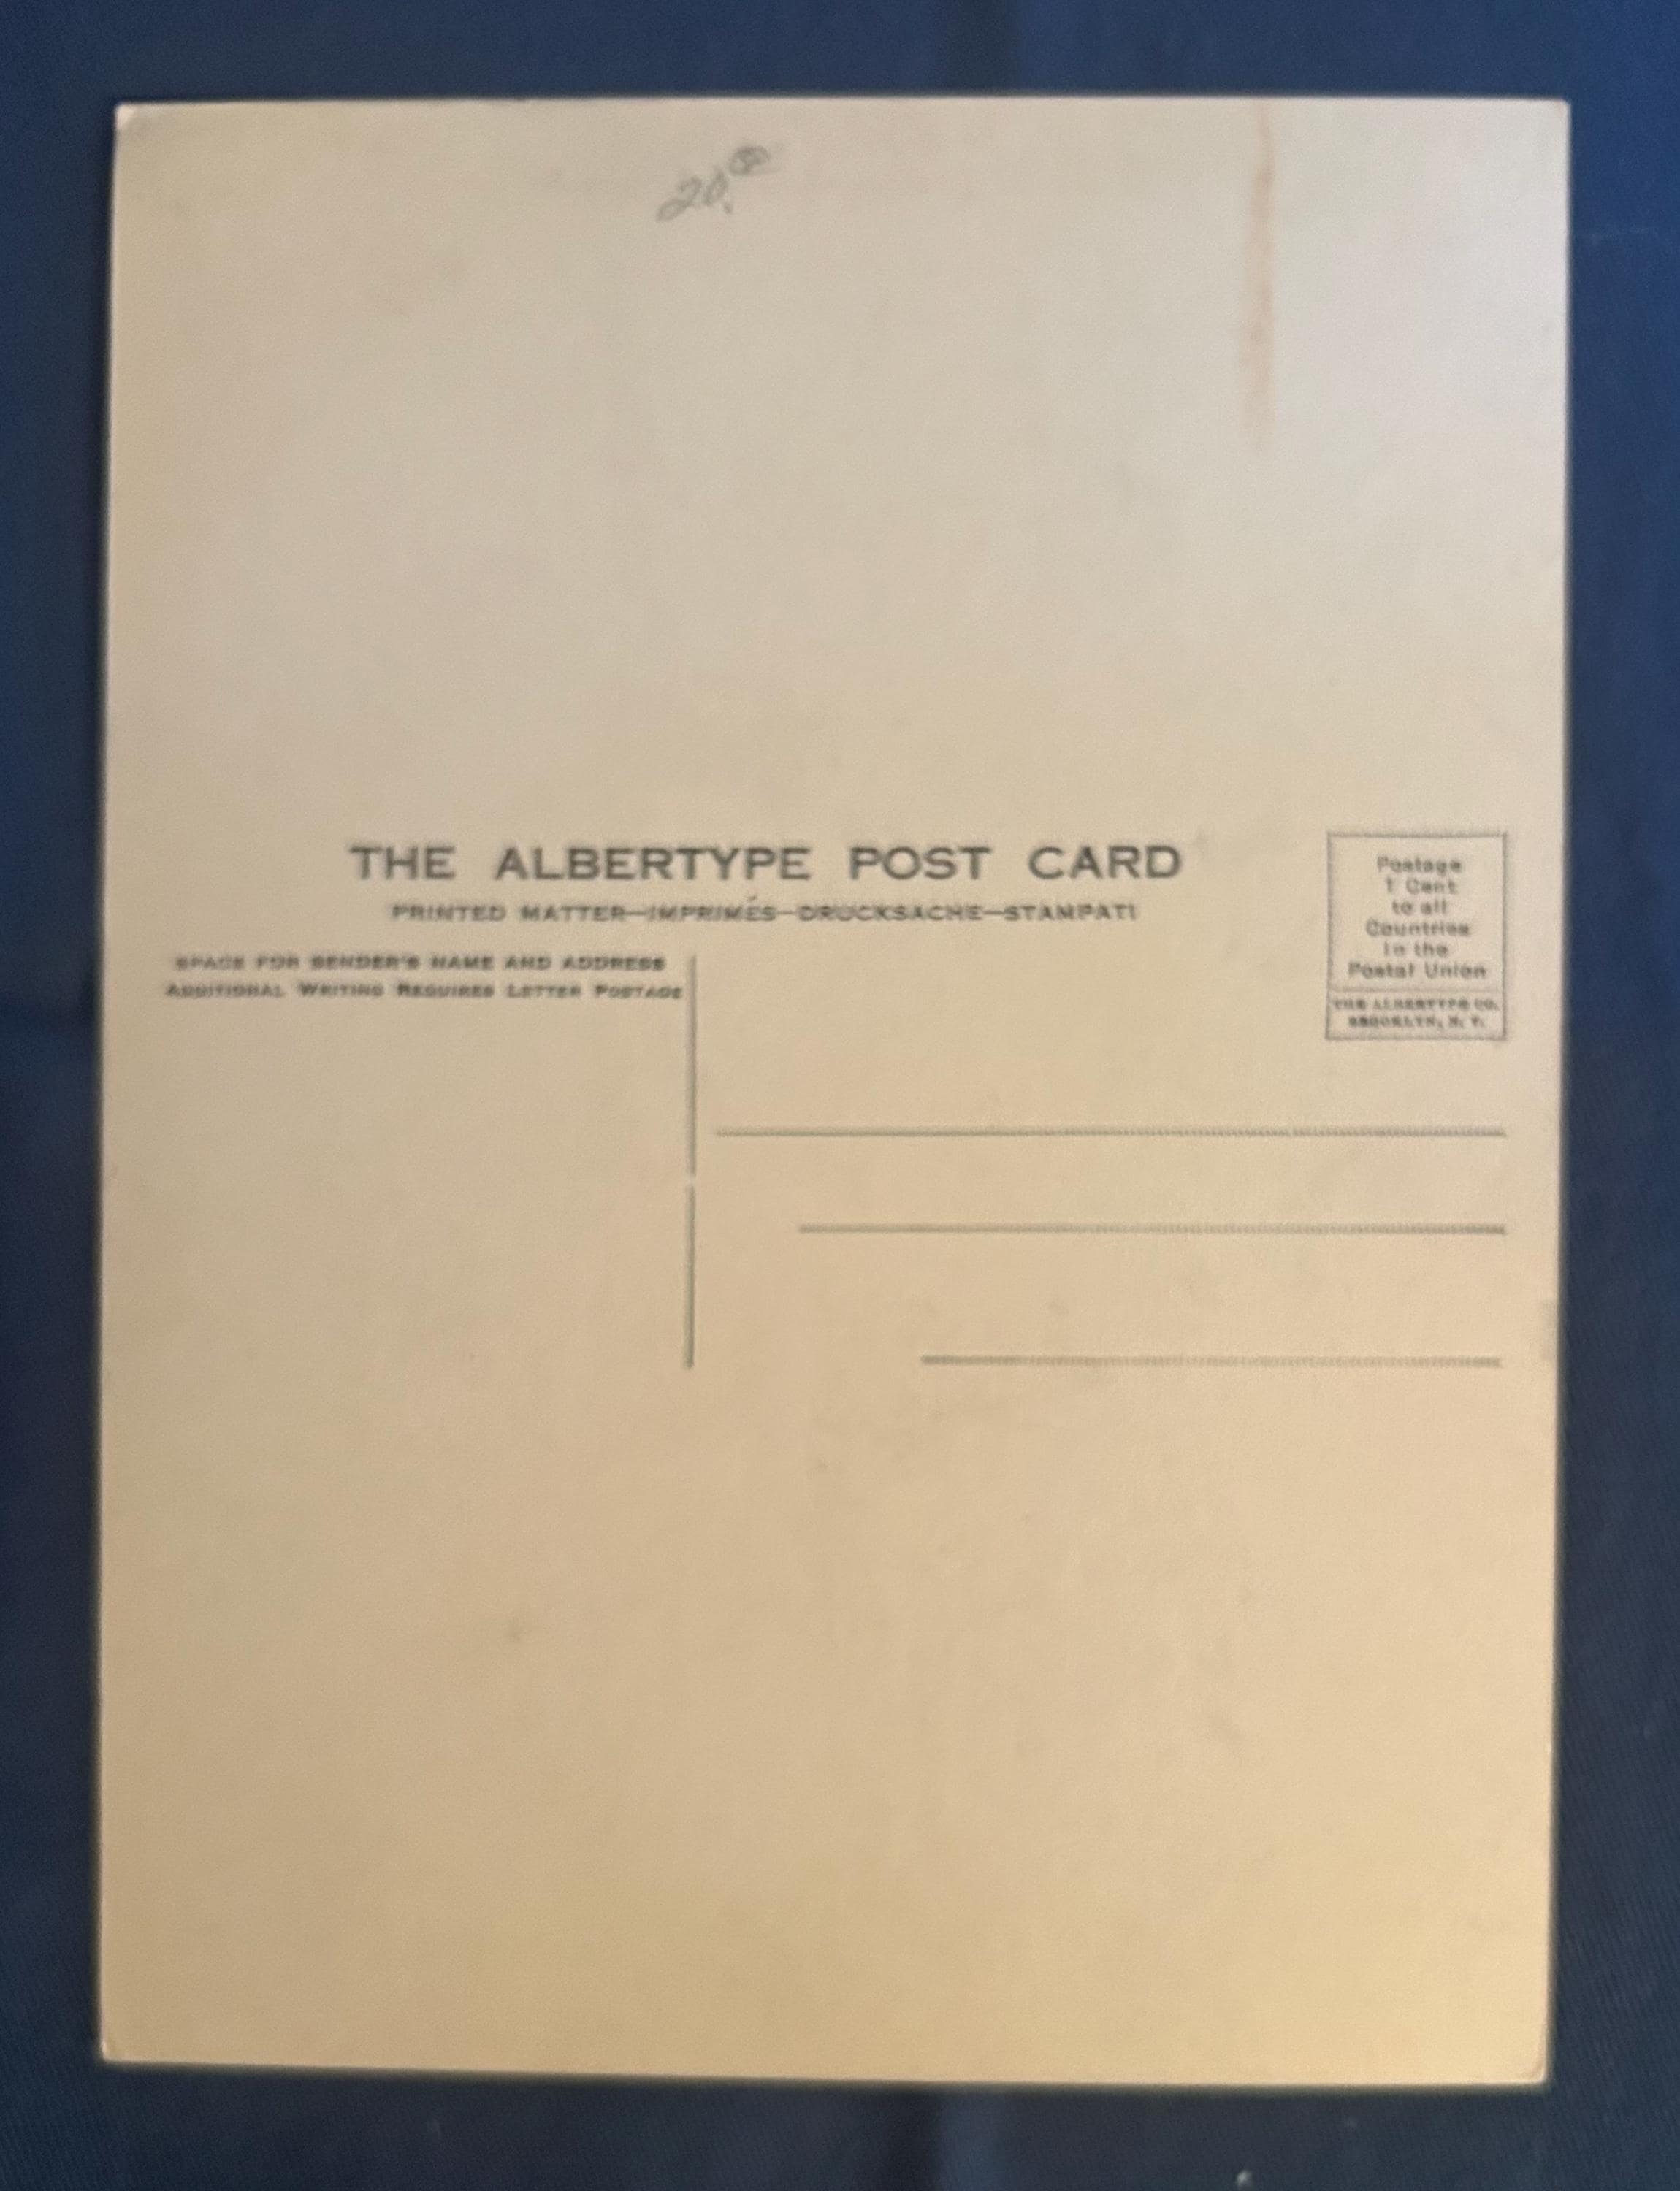 20.00
THE ALBERTYPE POST CARD
PRINTED MATTER—IMPRIMÉS—DRUCKSACHE—STAMPATI
SPACE FOR SENDER'S NAME AND ADDRESS
ADDITIONAL WRITING REQUIRES LETTER POSTAGE
Postage
1 Cent
to all
Countries
in the
Postal Union
THE ALBERTYPE CO.
BROOKLYN, N. Y.